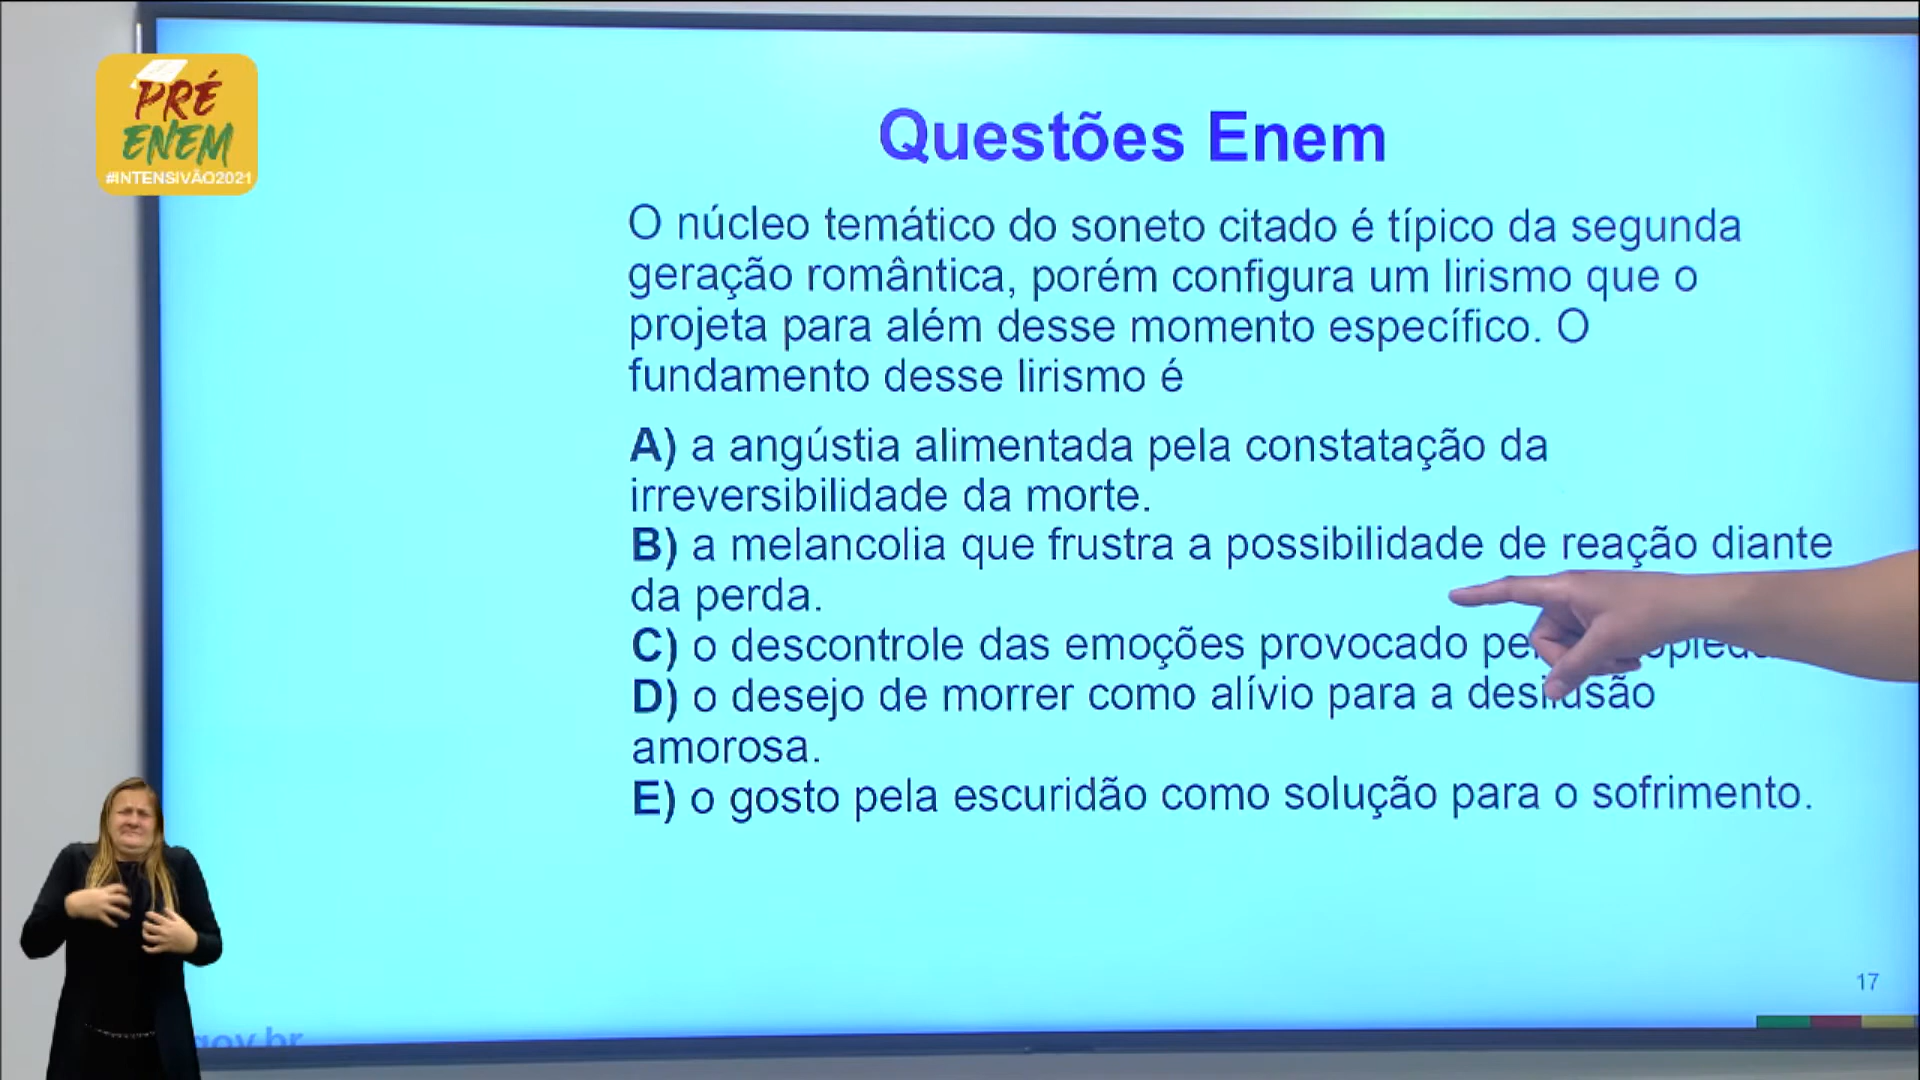 PRÉ
ENEM
#INTENSIVÃO2021
Questões Enem
O núcleo temático do soneto citado é típico da segunda
geração romântica, porém configura um lirismo que o
projeta para além desse momento específico. O
fundamento desse lirismo é
A) a angústia alimentada pela constatação da
irreversibilidade da morte.
B) a melancolia que frustra a possibilidade de reação diante
da perda.
C) o descontrole das emoções provocado
D) o desejo de morrer como alívio para a desilusão
amorosa.
E) o gosto pela escuridão como solução para o sofrimento.
17
gov.br